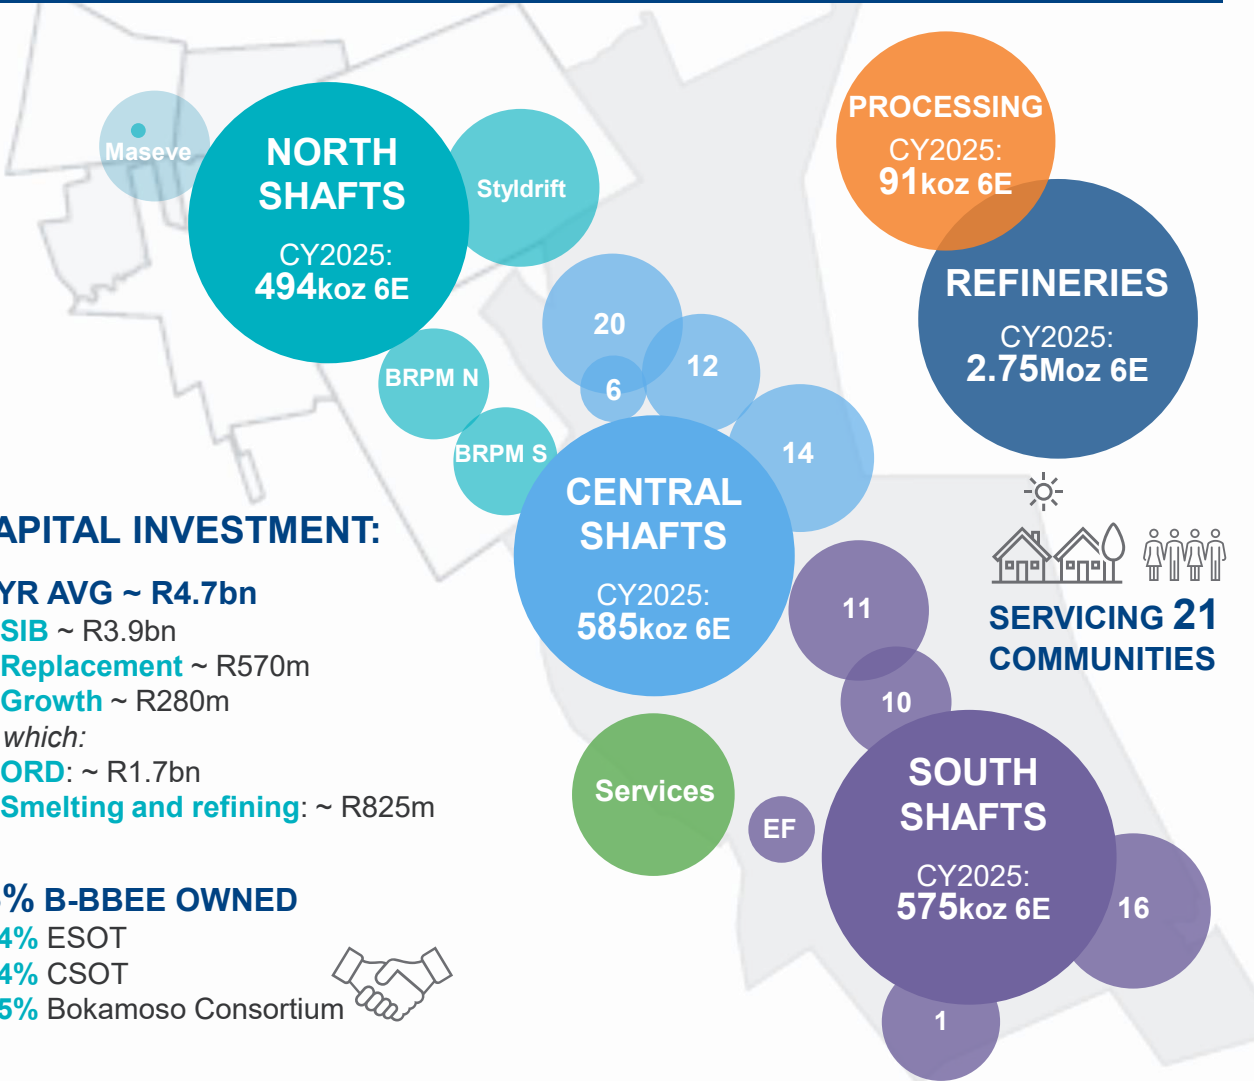 Maseve
NORTH
SHAFTS
CY2025:
494koz 6E
Styldrift
BRPM N
BRPM S
PROCESSING
CY2025:
91koz 6E
REFINERIES
CY2025:
2.75Moz 6E
20
6
12
14
CENTRAL
SHAFTS
CY2025:
585koz 6E
SERVICING 21
COMMUNITIES
11
10
SOUTH
SHAFTS
CY2025:
575koz 6E
EF
16
1
Services
APITAL INVESTMENT:
YR AVG ~ R4.7bn
SIB ~ R3.9bn
Replacement ~ R570m
Growth ~ R280m
which:
ORD: ~ R1.7bn
Smelting and refining: ~ R825m
% B-BBEE OWNED
4% ESOT
4% CSOT
5% Bokamoso Consortium